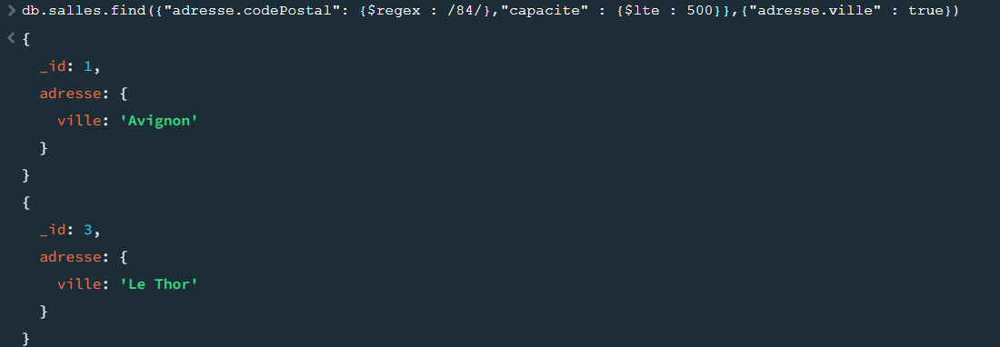 > db.salles.find({"adresse.codePostal": {$regex : /84/},"capacite" : {$lte : 500}},{"adresse.ville" : true})
< {
_id: 1,
adresse: {
ville: 'Avignon'
}
}
{
_id: 3,
adresse: {
ville: 'Le Thor'
}
}